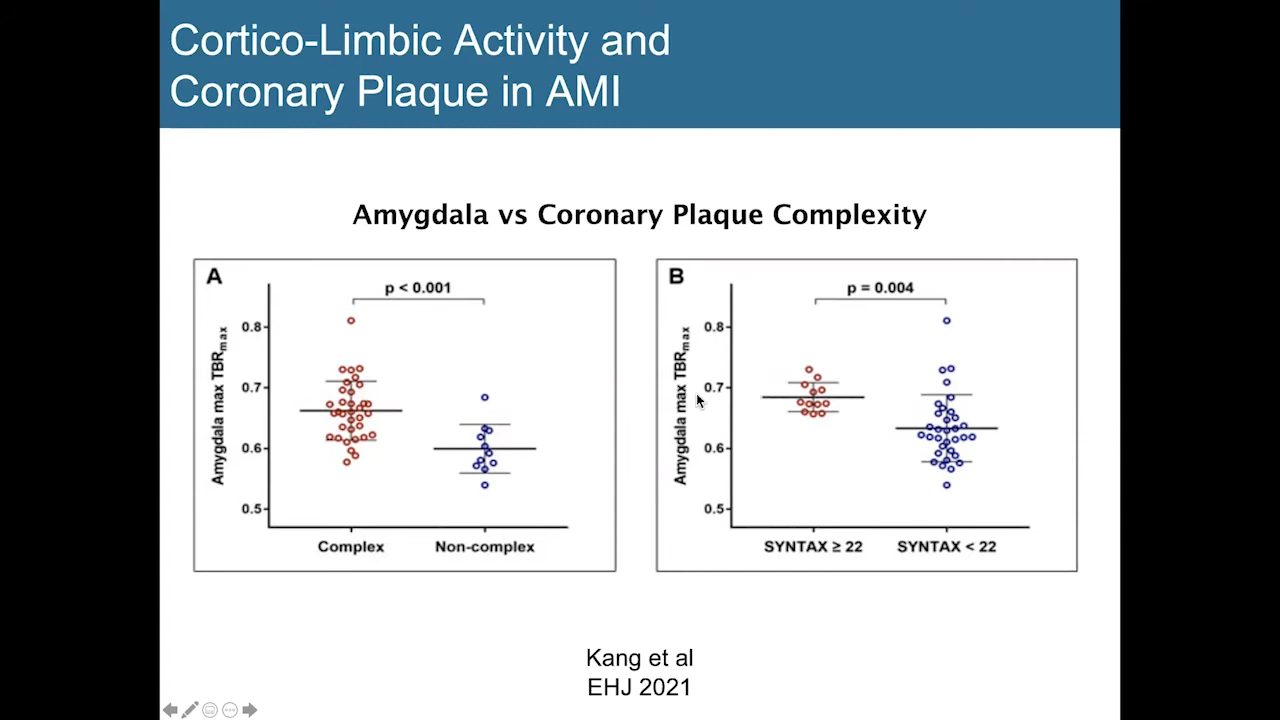 Cortico-Limbic Activity and
Coronary Plaque in AMI
Amygdala vs Coronary Plaque Complexity
A
p < 0.001
Amygdala max TBRmax
0.8
0.7
0.6
0.5
Complex Non-complex
B
p = 0.004
Amygdala max TBRmax
0.8
0.7
0.6
0.5
SYNTAX ≥ 22 SYNTAX < 22
Kang et al
EHJ 2021